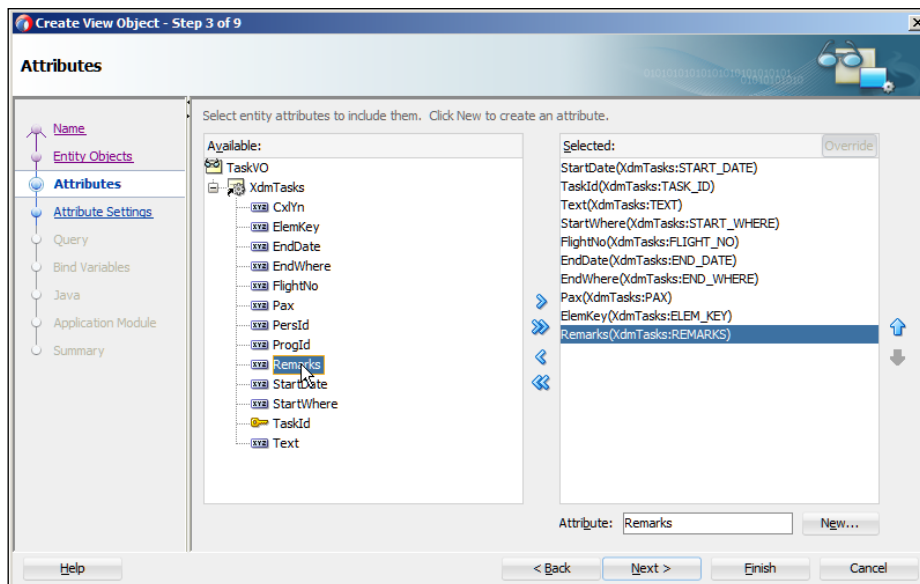 Create View Object - Step 3 of 9
Attributes
Name
Entity Objects
Attributes
Attribute Settings
Query
Bind Variables
Java
Application Module
Summary
Select entity attributes to include them. Click New to create an attribute.
Available:
TaskVO
XdmTasks
CxlYn
ElemKey
EndDate
EndWhere
FlightNo
Pax
PersId
ProgId
Remarks
StartDate
StartWhere
TaskId
Text
Selected:
Override
StartDate(XdmTasks:START_DATE)
TaskId(XdmTasks:TASK_ID)
Text(XdmTasks:TEXT)
StartWhere(XdmTasks:START_WHERE)
FlightNo(XdmTasks:FLIGHT_NO)
EndDate(XdmTasks:END_DATE)
EndWhere(XdmTasks:END_WHERE)
Pax(XdmTasks:PAX)
ElemKey(XdmTasks:ELEM_KEY)
Remarks(XdmTasks:REMARKS)
Attribute: Remarks New...
Help < Back Next > Finish Cancel